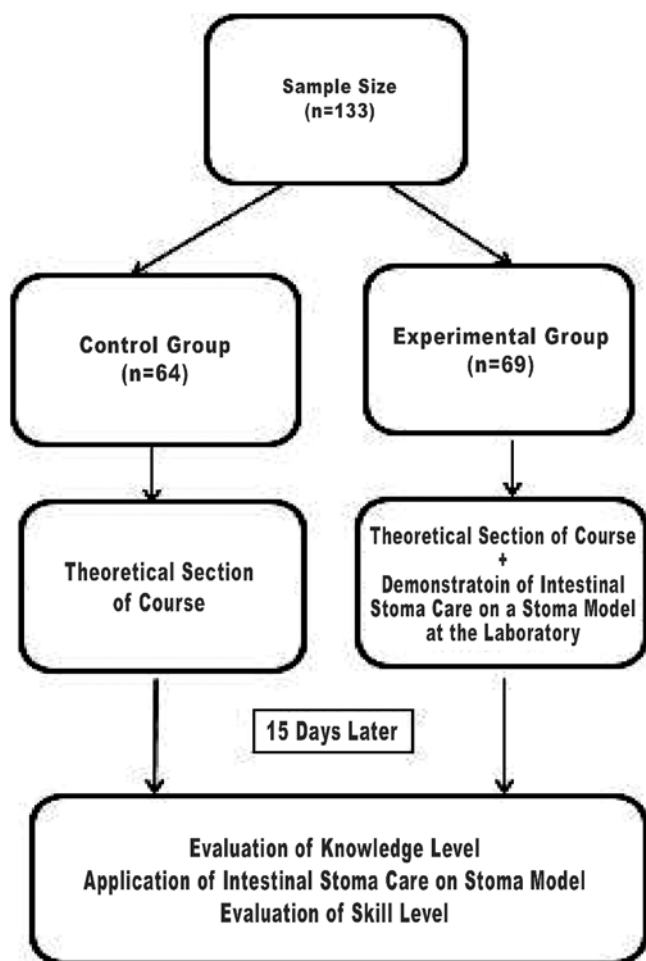 Sample Size
(n=133)
Control Group
(n=64)
Experimental Group
(n=69)
Theoretical Section
of Course
Theoretical Section of Course
+
Demonstratoin of Intestinal
Stoma Care on a Stoma Model
at the Laboratory
15 Days Later
Evaluation of Knowledge Level
Application of Intestinal Stoma Care on Stoma Model
Evaluation of Skill Level